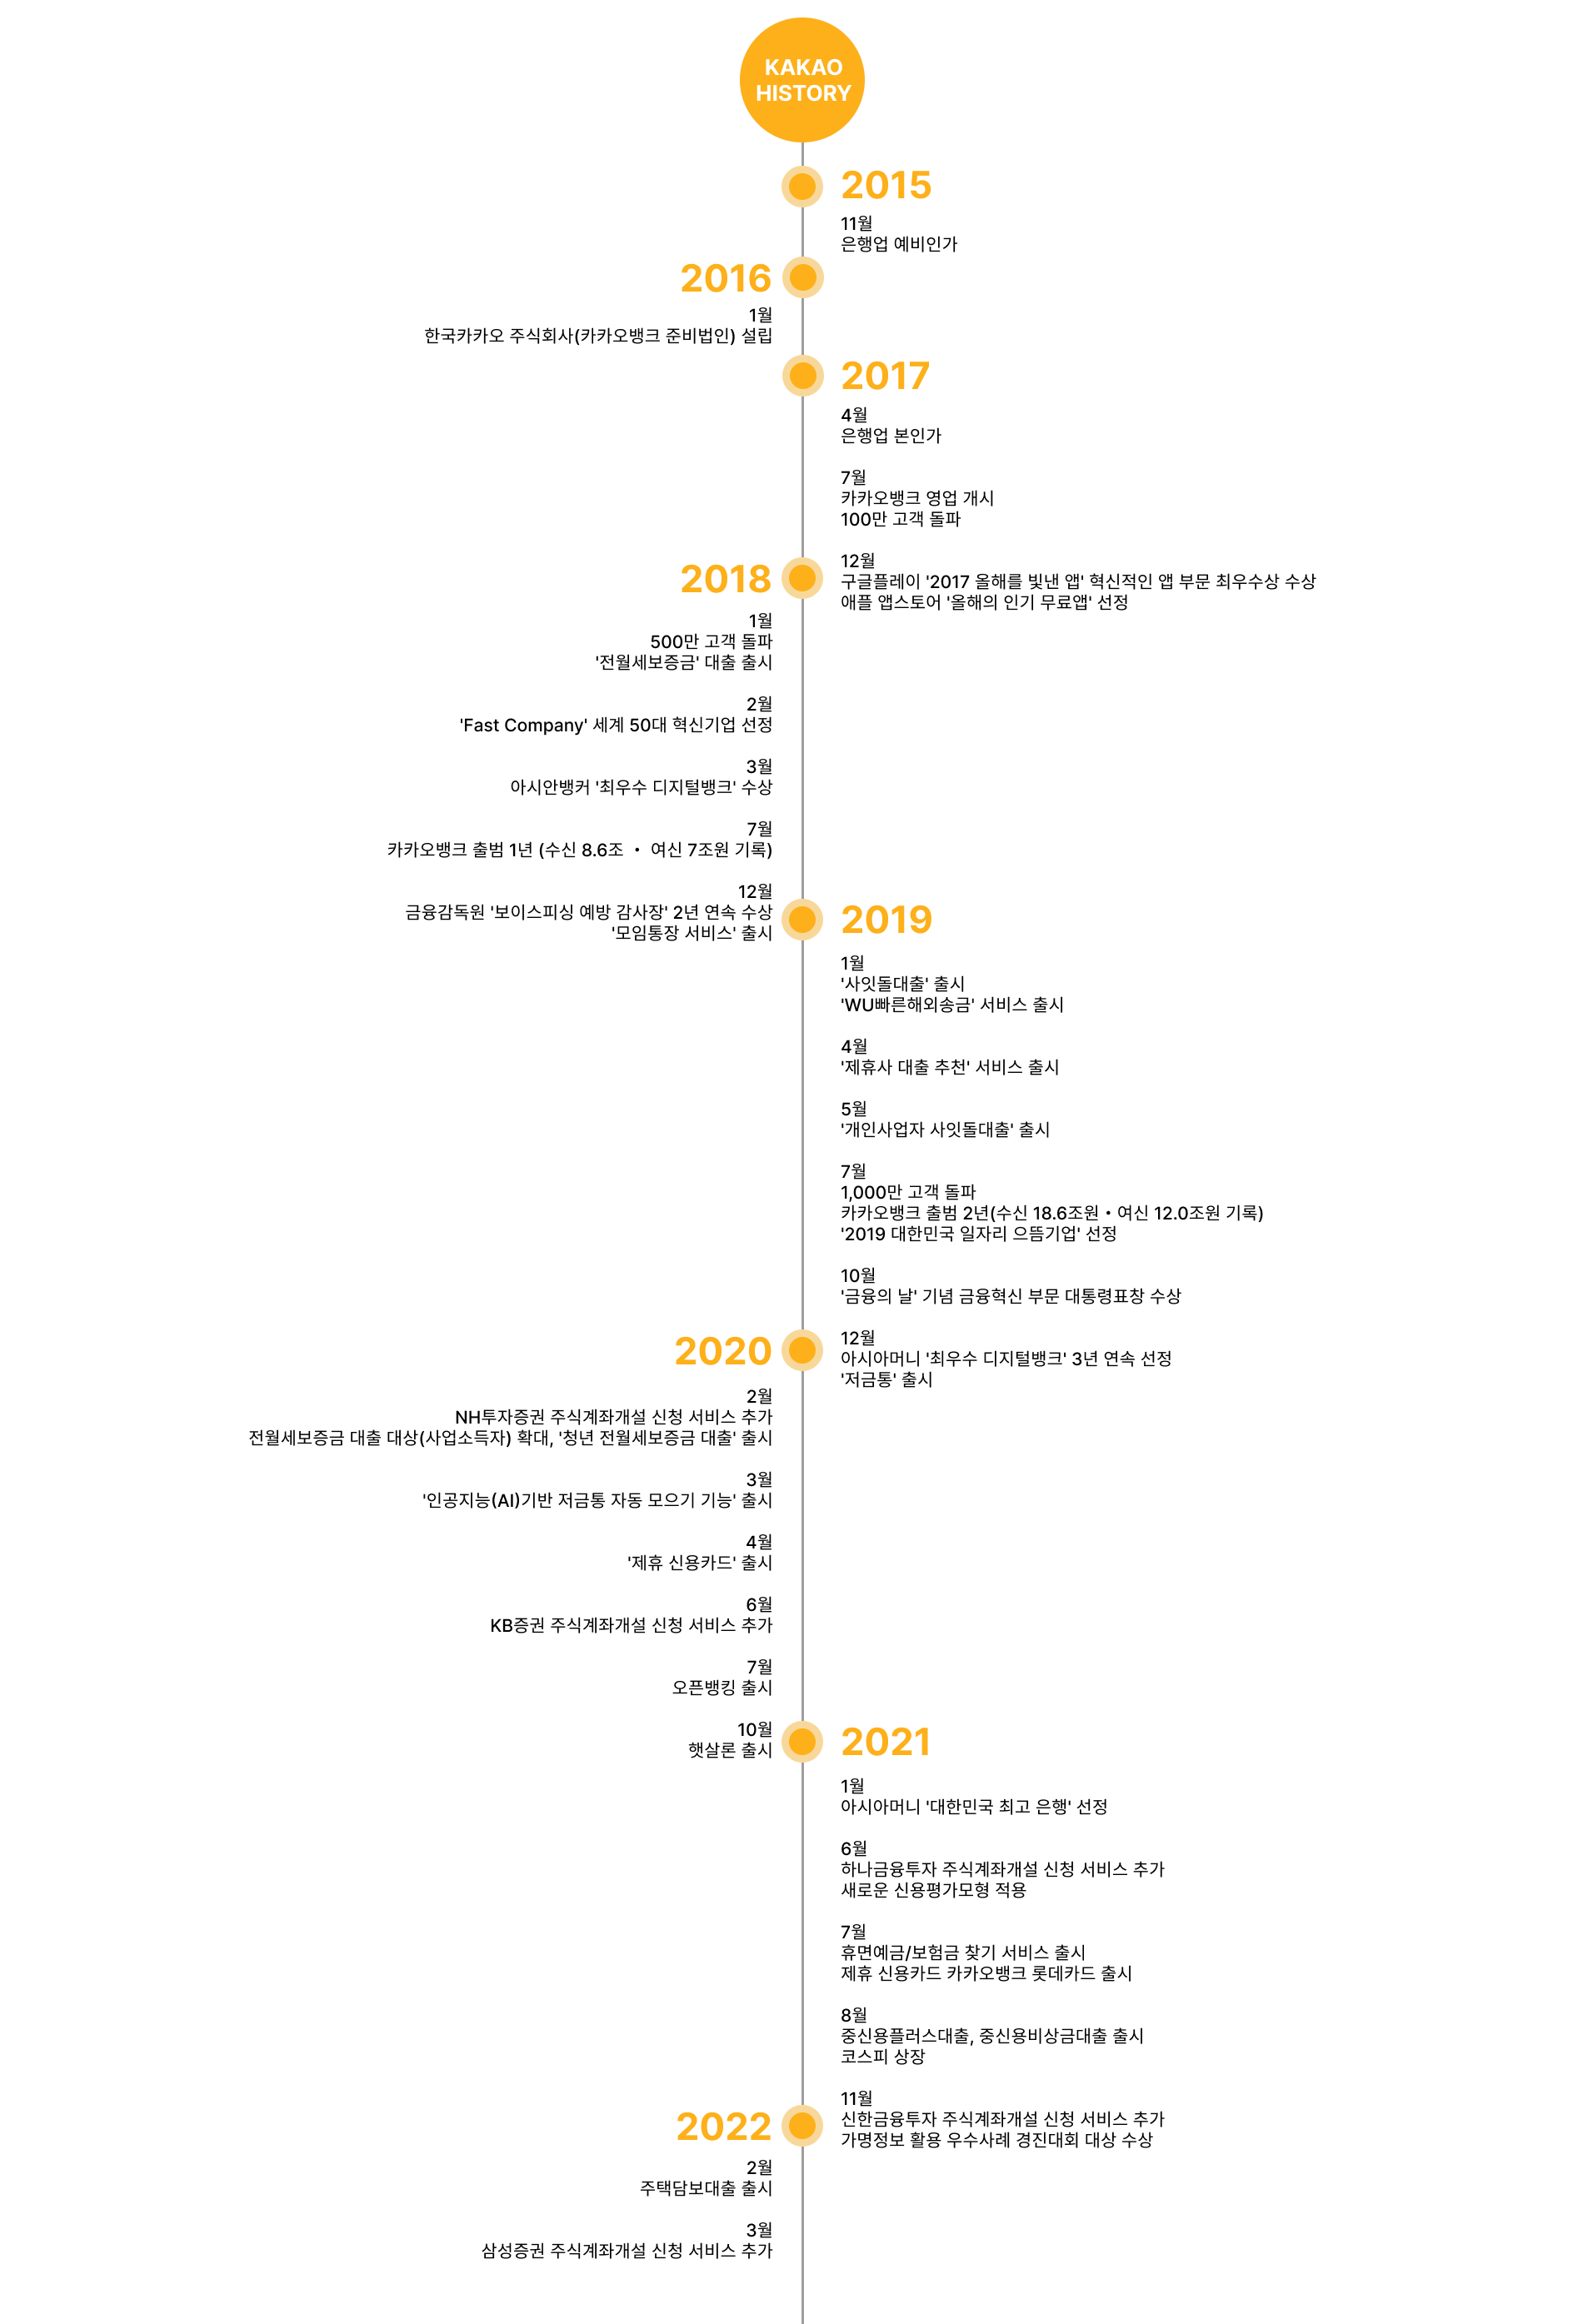 KAKAO
HISTORY
2015
11월
은행업 예비인가
2016
1월
한국카카오 주식회사(카카오뱅크 준비법인) 설립
2017
4월
은행업 본인가
7월
카카오뱅크 영업 개시
100만 고객 돌파
12월
구글플레이 '2017 올해를 빛낸 앱' 혁신적인 앱 부문 최우수상 수상
애플 앱스토어 '올해의 인기 무료앱' 선정
2018
1월
500만 고객 돌파
'전월세보증금' 대출 출시
2월
'Fast Company' 세계 50대 혁신기업 선정
3월
아시안뱅커 '최우수 디지털뱅크' 수상
7월
카카오뱅크 출범 1년 (수신 8.6조 • 여신 7조원 기록)
12월
금융감독원 '보이스피싱 예방 감사장' 2년 연속 수상
'모임통장 서비스' 출시
2019
1월
'사잇돌대출' 출시
'WU빠른해외송금' 서비스 출시
4월
'제휴사 대출 추천' 서비스 출시
5월
'개인사업자 사잇돌대출' 출시
7월
1,000만 고객 돌파
카카오뱅크 출범 2년(수신 18.6조원 • 여신 12.0조원 기록)
'2019 대한민국 일자리 으뜸기업' 선정
10월
'금융의 날' 기념 금융혁신 부문 대통령표창 수상
12월
아시아머니 '최우수 디지털뱅크' 3년 연속 선정
'저금통' 출시
2020
2월
NH투자증권 주식계좌개설 신청 서비스 추가
전월세보증금 대출 대상(사업소득자) 확대, '청년 전월세보증금 대출' 출시
3월
'인공지능(AI)기반 저금통 자동 모으기 기능' 출시
4월
'제휴 신용카드' 출시
6월
KB증권 주식계좌개설 신청 서비스 추가
7월
오픈뱅킹 출시
10월
햇살론 출시
2021
1월
아시아머니 '대한민국 최고 은행' 선정
6월
하나금융투자 주식계좌개설 신청 서비스 추가
새로운 신용평가모형 적용
7월
휴면예금/보험금 찾기 서비스 출시
제휴 신용카드 카카오뱅크 롯데카드 출시
8월
중신용플러스대출, 중신용비상금대출 출시
코스피 상장
11월
신한금융투자 주식계좌개설 신청 서비스 추가
가명정보 활용 우수사례 경진대회 대상 수상
2022
2월
주택담보대출 출시
3월
삼성증권 주식계좌개설 신청 서비스 추가